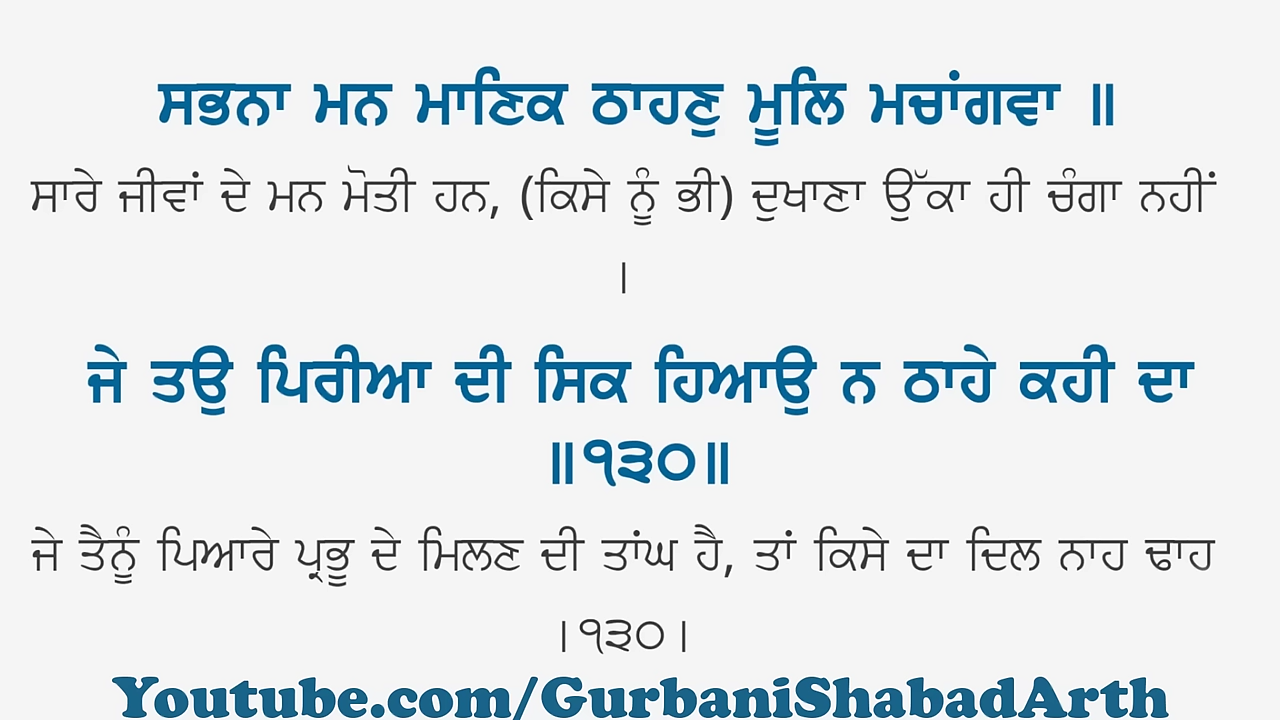 ਸਭਨਾ ਮਨ ਮਾਣਿਕ ਠਾਹਣੁ ਮੂਲਿ ਮਚਾਂਗਵਾ ॥
ਸਾਰੇ ਜੀਵਾਂ ਦੇ ਮਨ ਮੋਤੀ ਹਨ, (ਕਿਸੇ ਨੂੰ ਭੀ) ਦੁਖਾਣਾ ਉੱਕਾ ਹੀ ਚੰਗਾ ਨਹੀਂ
।
ਜੇ ਤਉ ਪਿਰੀਆ ਦੀ ਸਿਕ ਹਿਆਉ ਨ ਠਾਹੇ ਕਹੀ ਦਾ
॥੧੩੦॥
ਜੇ ਤੈਨੂੰ ਪਿਆਰੇ ਪ੍ਰਭੂ ਦੇ ਮਿਲਣ ਦੀ ਤਾਂਘ ਹੈ, ਤਾਂ ਕਿਸੇ ਦਾ ਦਿਲ ਨਾਹ ਢਾਹ
।੧੩੦।
Youtube.com/GurbaniShabadArth